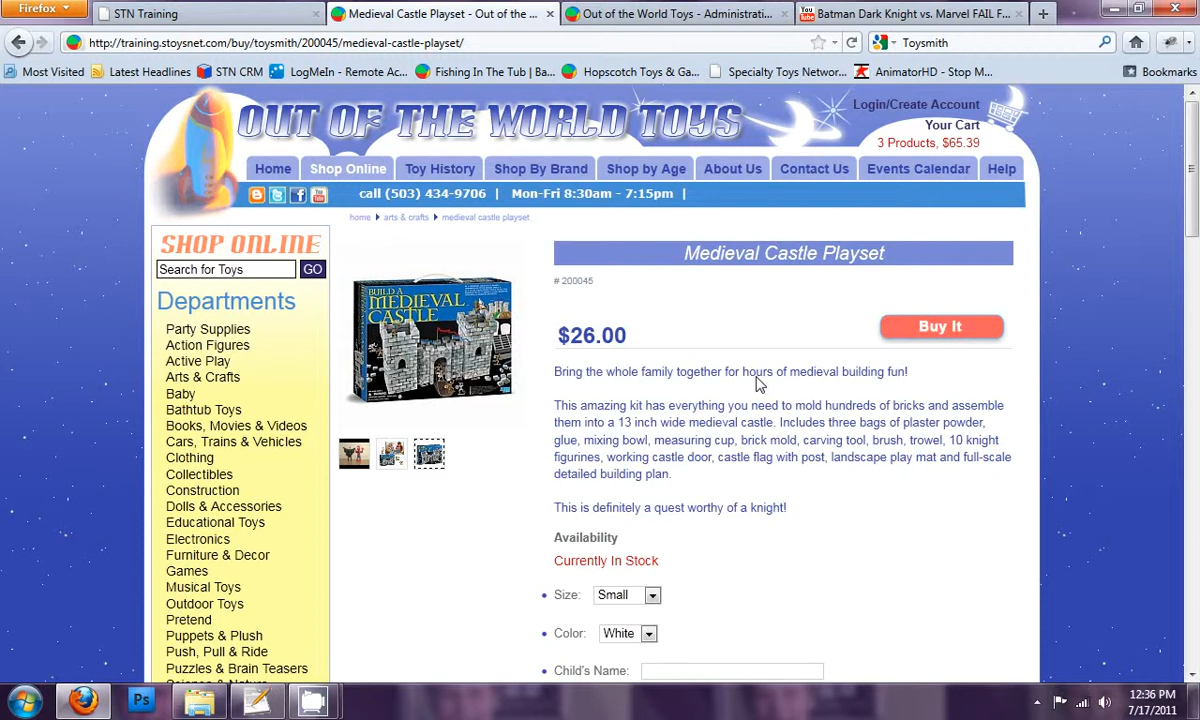 Firefox
STN Training
Medieval Castle Playset - Out of the ...
Out of the World Toys - Administrati...
Batman Dark Knight vs. Marvel FAIL F...
http://training.stoysnet.com/buy/toysmith/200045/medieval-castle-playset/
Toysmith
Most Visited
Latest Headlines
STN CRM
LogMeIn - Remote Ac...
Fishing In The Tub | Ba...
Hopscotch Toys & Ga...
Specialty Toys Network...
AnimatorHD - Stop M...
Bookmarks
OUT OF THE WORLD TOYS
Login/Create Account
Your Cart
3 Products, $65.39
Home Shop Online Toy History Shop By Brand Shop by Age About Us Contact Us Events Calendar Help
call (503) 434-9706 | Mon-Fri 8:30am - 7:15pm |
home arts & crafts medieval castle playset
SHOP ONLINE
Search for Toys GO
Departments
Party Supplies
Action Figures
Active Play
Arts & Crafts
Baby
Bathtub Toys
Books, Movies & Videos
Cars, Trains & Vehicles
Clothing
Collectibles
Construction
Dolls & Accessories
Educational Toys
Electronics
Furniture & Decor
Games
Musical Toys
Outdoor Toys
Pretend
Puppets & Plush
Push, Pull & Ride
Puzzles & Brain Teasers
Science & Nature
BUILD A
MEDIEVAL
CASTLE
Medieval Castle Playset
# 200045
$26.00
Buy It
Bring the whole family together for hours of medieval building fun!
This amazing kit has everything you need to mold hundreds of bricks and assemble
them into a 13 inch wide medieval castle. Includes three bags of plaster powder,
glue, mixing bowl, measuring cup, brick mold, carving tool, brush, trowel, 10 knight
figurines, working castle door, castle flag with post, landscape play mat and full-scale
detailed building plan.
This is definitely a quest worthy of a knight!
Availability
Currently In Stock
Size: Small
Color: White
Child's Name:
12:36 PM
7/17/2011